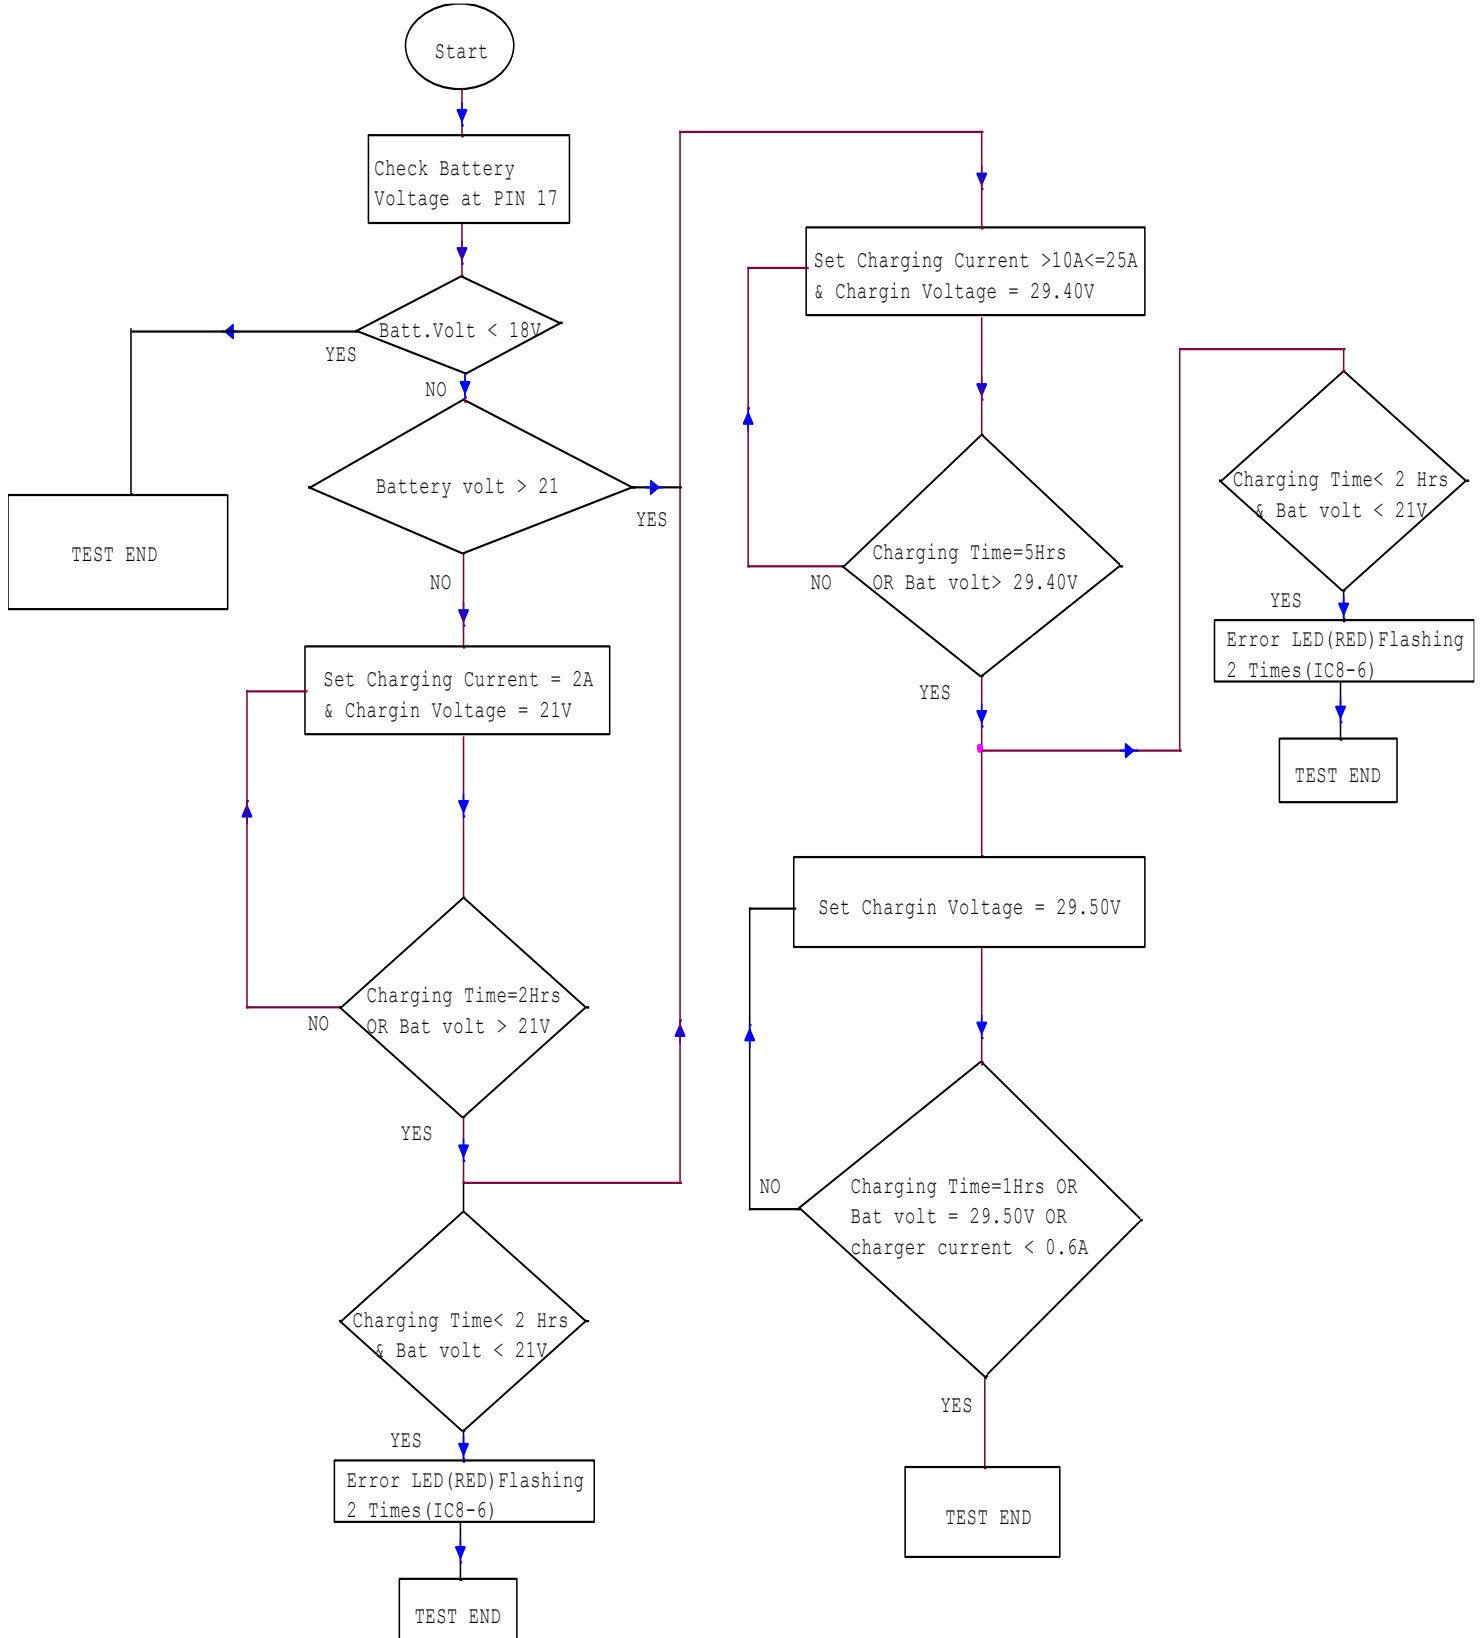 Start
Check Battery
Voltage at PIN 17
Batt.Volt < 18V
YES
NO
Battery volt > 21
YES
TEST END
NO
Set Charging Current = 2A
& Chargin Voltage = 21V
Charging Time=2Hrs
OR Bat volt > 21V
NO
YES
Charging Time< 2 Hrs
& Bat volt < 21V
YES
Error LED(RED)Flashing
2 Times(IC8-6)
TEST END
Set Charging Current >10A<=25A
& Chargin Voltage = 29.40V
Charging Time=5Hrs
OR Bat volt> 29.40V
NO
YES
Set Chargin Voltage = 29.50V
NO
Charging Time=1Hrs OR
Bat volt = 29.50V OR
charger current < 0.6A
YES
TEST END
Charging Time< 2 Hrs
& Bat volt < 21V
YES
Error LED(RED)Flashing
2 Times(IC8-6)
TEST END